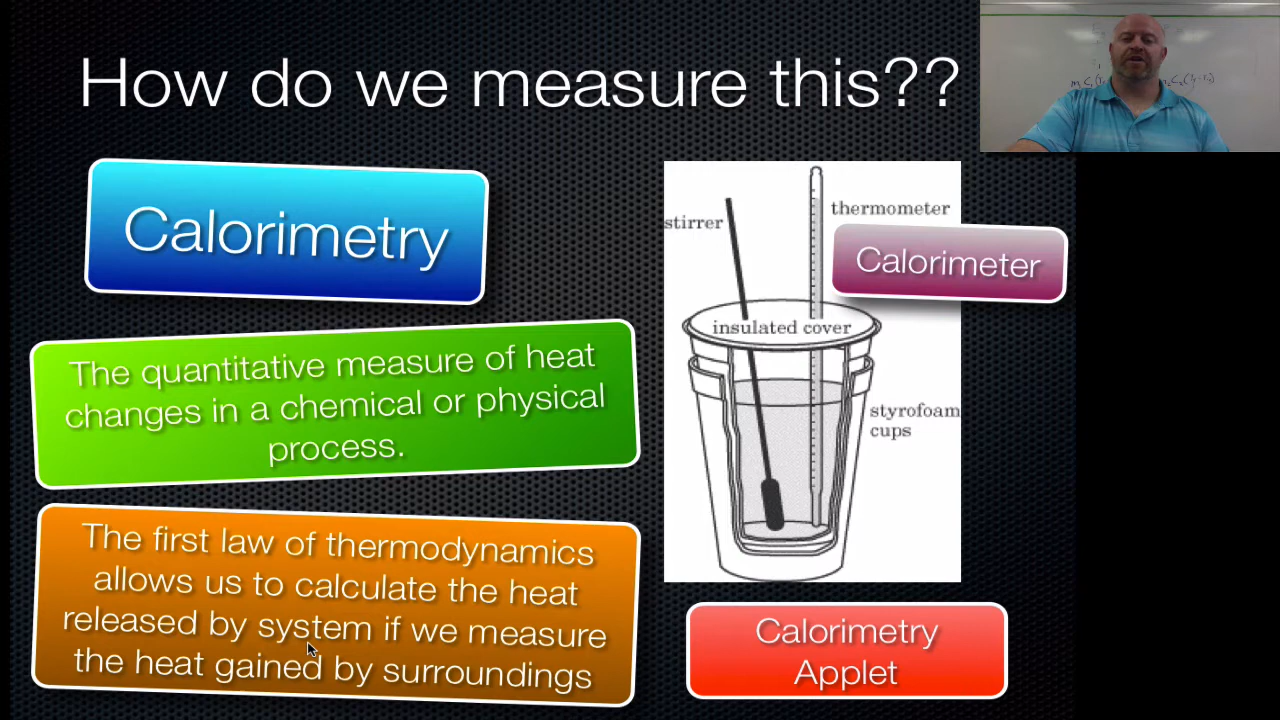 How do we measure this??
Calorimetry
The quantitative measure of heat
changes in a chemical or physical
process.
The first law of thermodynamics
allows us to calculate the heat
released by system if we measure
the heat gained by surroundings
stirrer
thermometer
Calorimeter
insulated cover
styrofoam
cups
Calorimetry
Applet